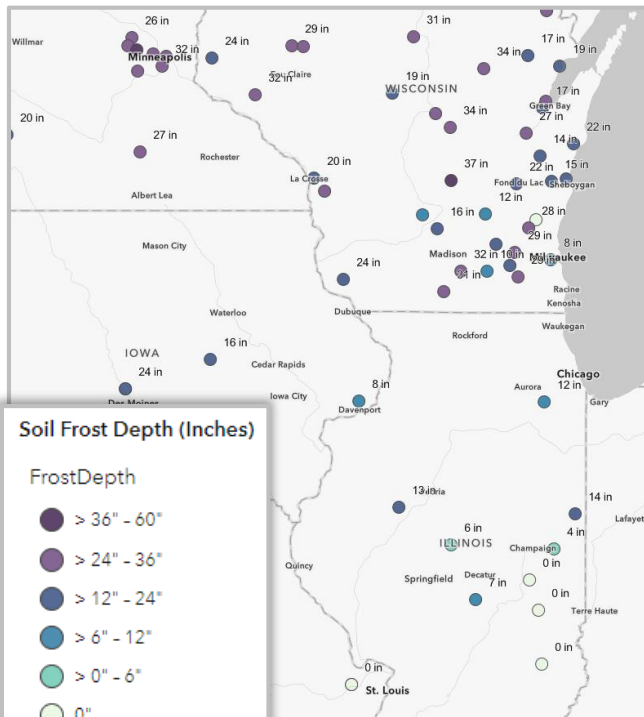 26 in
31 in
17 in
29 in
Willmar
24 in
34 in
32 in
Minneapolis
19 in
Eau Claire
32 in
19 in
WISCONSIN
17 in
Green Bay
34 in
27 in
20 in
22 in
14 in
27 in
Rochester
20 in
37 in
22 in
15 in
La Crosse
Fond du Lac
Sheboygan
Albert Lea
12 in
16 in
28 in
29 in
8 in
Mason City
Madison
32 in
Milwaukee
24 in
Racine
Kenosha
Waterloo
Dubuque
Waukegan
Rockford
16 in
IOWA
Cedar Rapids
Chicago
24 in
8 in
Aurora
12 in
Iowa City
Gary
Des Moines
Davenport
Soil Frost Depth (Inches)
FrostDepth
> 36" - 60"
> 24" - 36"
> 12" - 24"
> 6" - 12"
> 0" - 6"
0"
13 in
14 in
6 in
4 in
Lafayet
ILLINOIS
Champaign
Quincy
0 in
Springfield
Decatur
7 in
0 in
Terre Haute
0 in
0 in
St. Louis